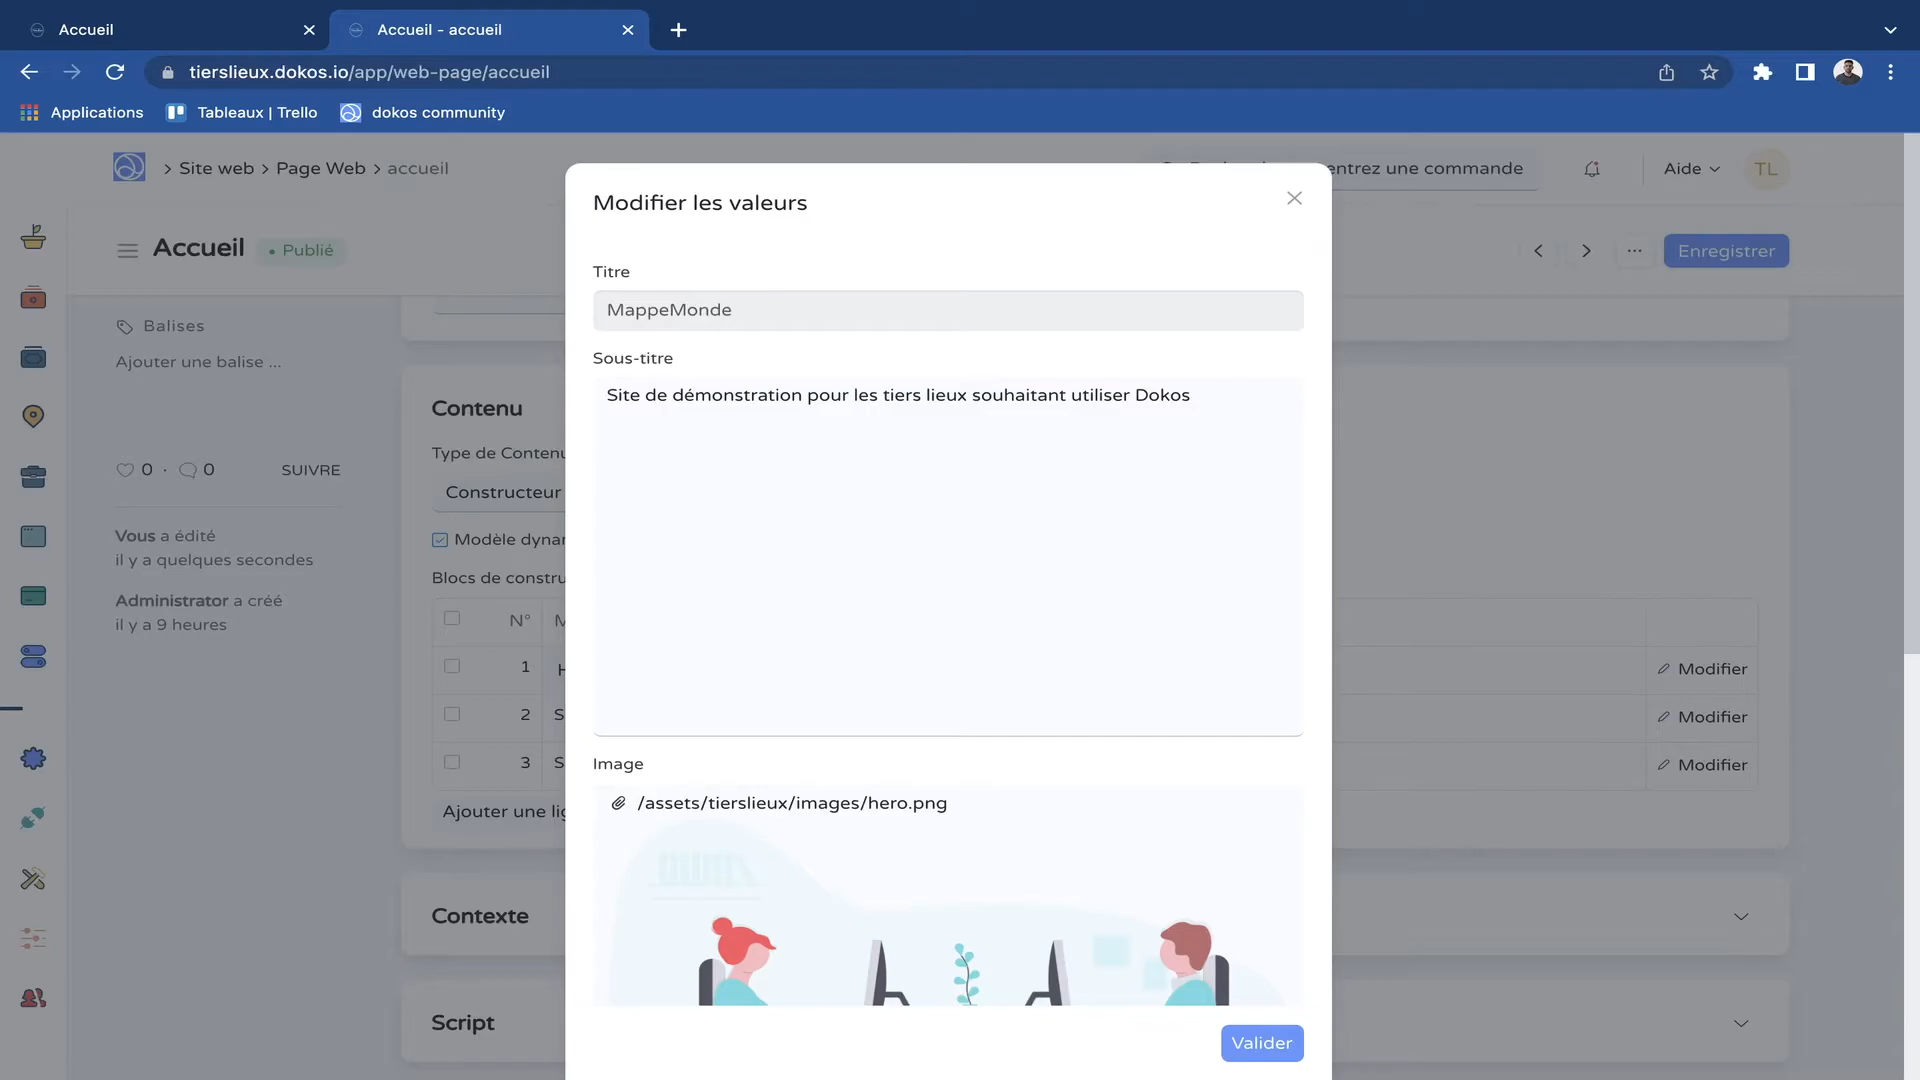 Accueil
Accueil - accueil
tierslieux.dokos.io/app/web-page/accueil
Applications
Tableaux | Trello
dokos community
Site web
Page Web
accueil
entrez une commande
Aide
TL
Accueil
Publié
Enregistrer
Balises
Ajouter une balise ...
0 · 0
SUIVRE
Vous a édité
il y a quelques secondes
Administrator a créé
il y a 9 heures
Contenu
Type de Contenu
Constructeur
Modèle
Blocs de
N°
1
Modifier
2
Modifier
3
Modifier
Ajouter une
Contexte
Script
Modifier les valeurs
Titre
MappeMonde
Sous-titre
Site de démonstration pour les tiers lieux souhaitant utiliser Dokos
Image
/assets/tierslieux/images/hero.png
Valider